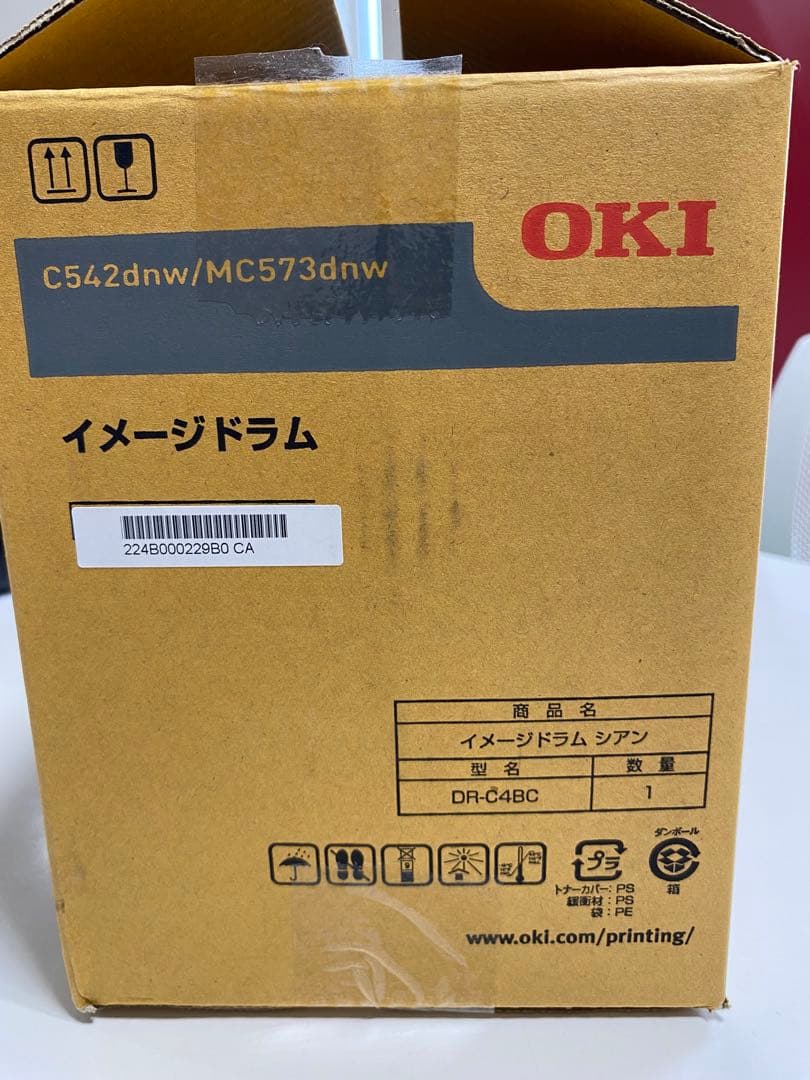 OKI
C542dnw/MC573dnw
イメージドラム
224B000229B0 CA
商品名
イメージドラム シアン
型名 数量
DR-C4BC 1
ダンボール
プラ
箱
トナーカバー：PS
緩衝材：PS
袋：PE
www.oki.com/printing/